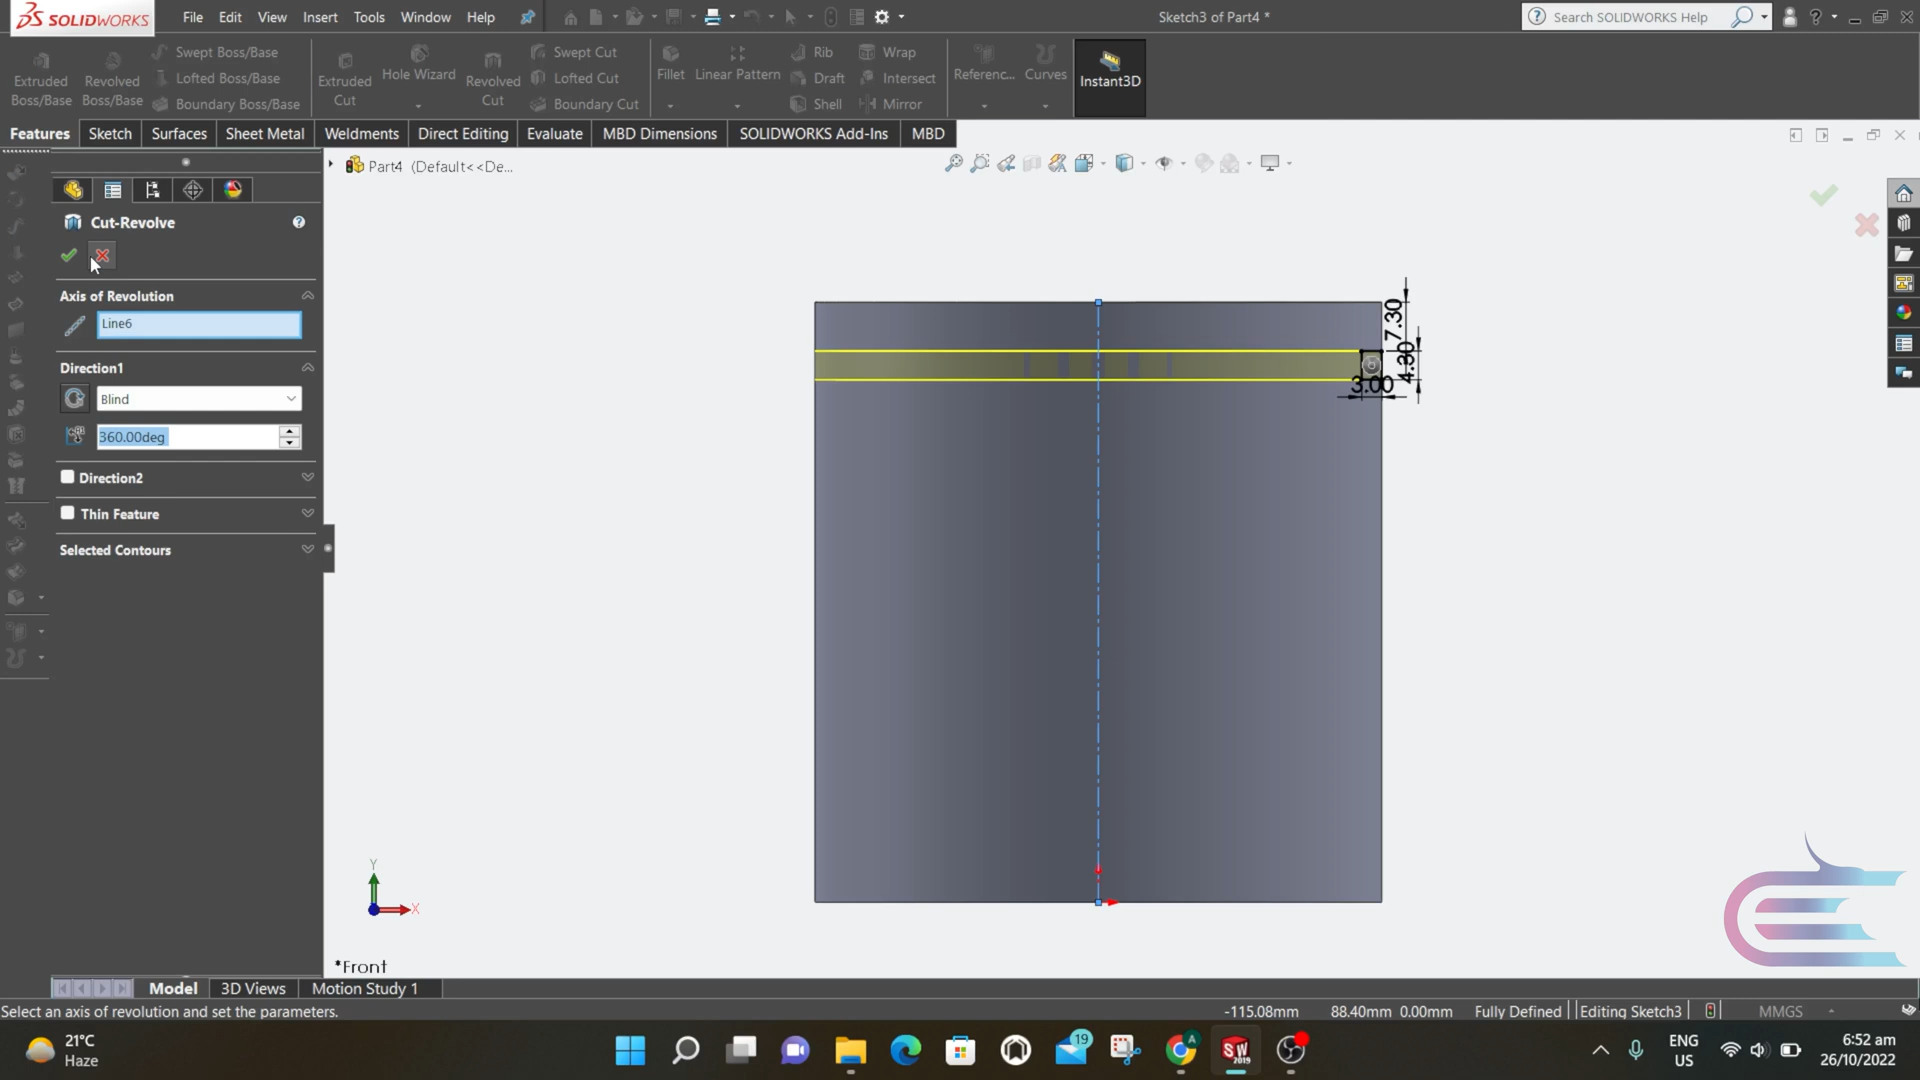 SOLIDWORKS
File Edit View Insert Tools Window Help
Sketch3 of Part4 *
Search SOLIDWORKS Help
Extruded Boss/Base
Revolved Boss/Base
Swept Boss/Base
Lofted Boss/Base
Boundary Boss/Base
Extruded Cut
Hole Wizard
Revolved Cut
Swept Cut
Lofted Cut
Boundary Cut
Fillet
Linear Pattern
Rib
Draft
Shell
Wrap
Intersect
Mirror
Referenc...
Curves
Instant3D
Features Sketch Surfaces Sheet Metal Weldments Direct Editing Evaluate MBD Dimensions SOLIDWORKS Add-Ins MBD
Part4 (Default<<De...
Cut-Revolve
Axis of Revolution
Line6
Direction1
Blind
360.00deg
Direction2
Thin Feature
Selected Contours
7.30
4.30
3.00
Y
X
*Front
Model 3D Views Motion Study 1
Select an axis of revolution and set the parameters.
-115.08mm 88.40mm 0.00mm Fully Defined Editing Sketch3 MMGS
21°C
Haze
19
A
SW
2019
ENG
US
6:52 am
26/10/2022